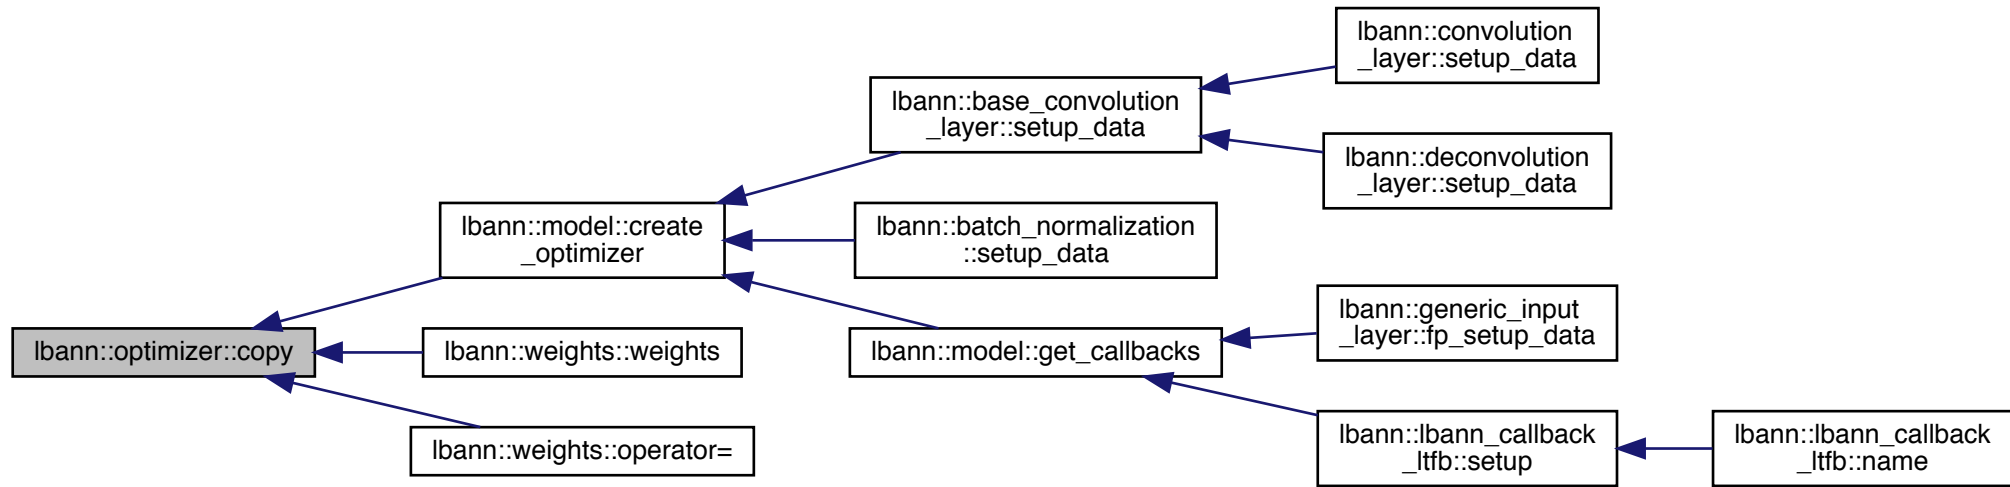 lbann::convolution
_layer::setup_data
lbann::base_convolution
_layer::setup_data
lbann::deconvolution
_layer::setup_data
lbann::model::create
_optimizer
lbann::batch_normalization
::setup_data
lbann::generic_input
_layer::fp_setup_data
lbann::optimizer::copy
lbann::weights::weights
lbann::model::get_callbacks
lbann::weights::operator=
lbann::lbann_callback
_ltfb::setup
lbann::lbann_callback
_ltfb::name